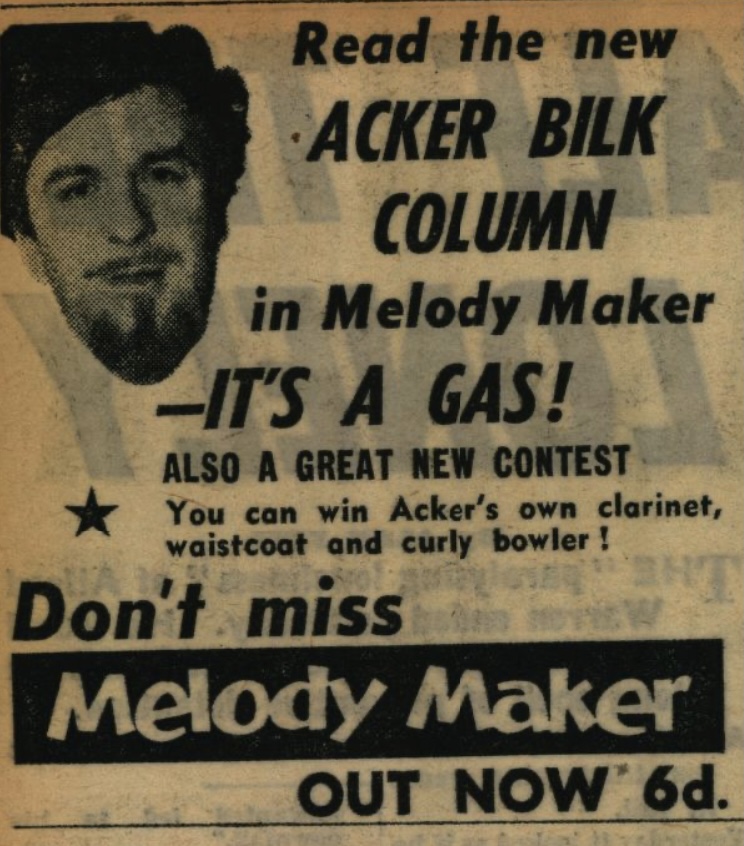 Read the new
ACKER BILK
COLUMN
in Melody Maker
—IT'S A GAS!
ALSO A GREAT NEW CONTEST
★ You can win Acker's own clarinet,
waistcoat and curly bowler!
Don't miss
Melody Maker
OUT NOW 6d.